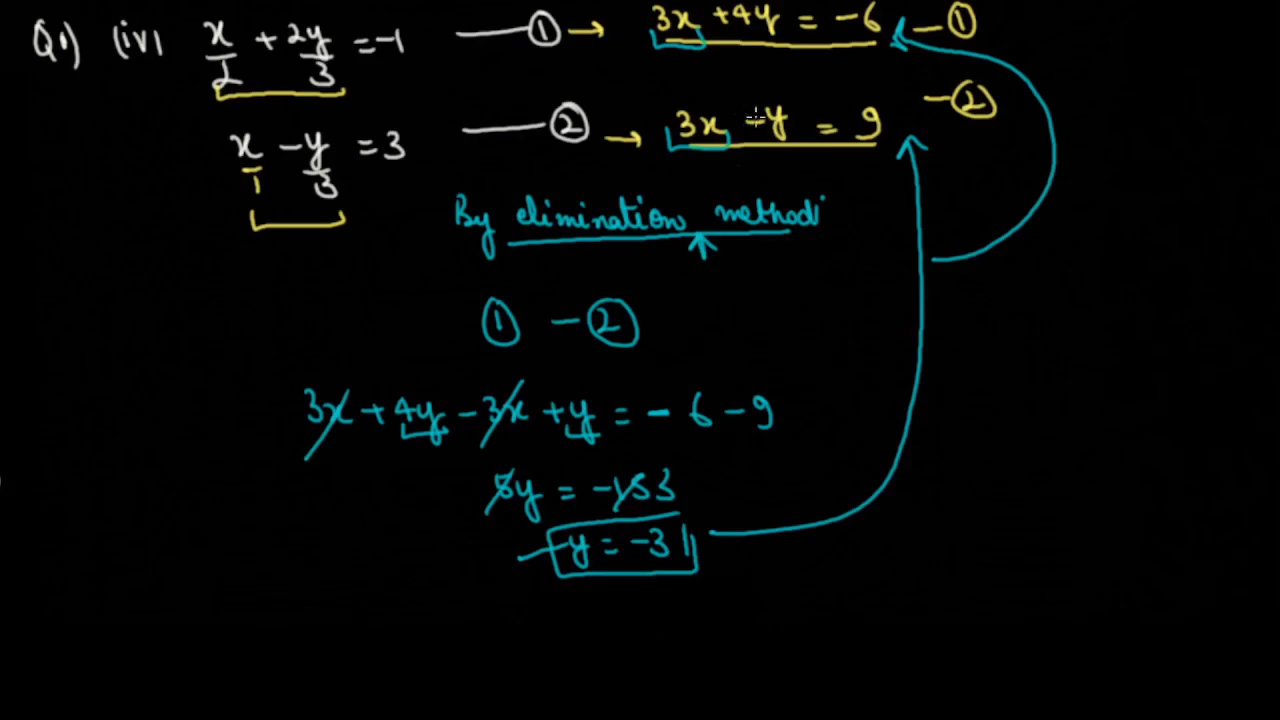 Q1) (iv) x/2 + 2y/3 = -1 —① → 3x + 4y = -6 —①
x/1 - y/3 = 3 —② → 3x - y = 9 —②
By elimination method
① - ②
3x + 4y - 3x + y = - 6 - 9
5y = -15 3
y = -3